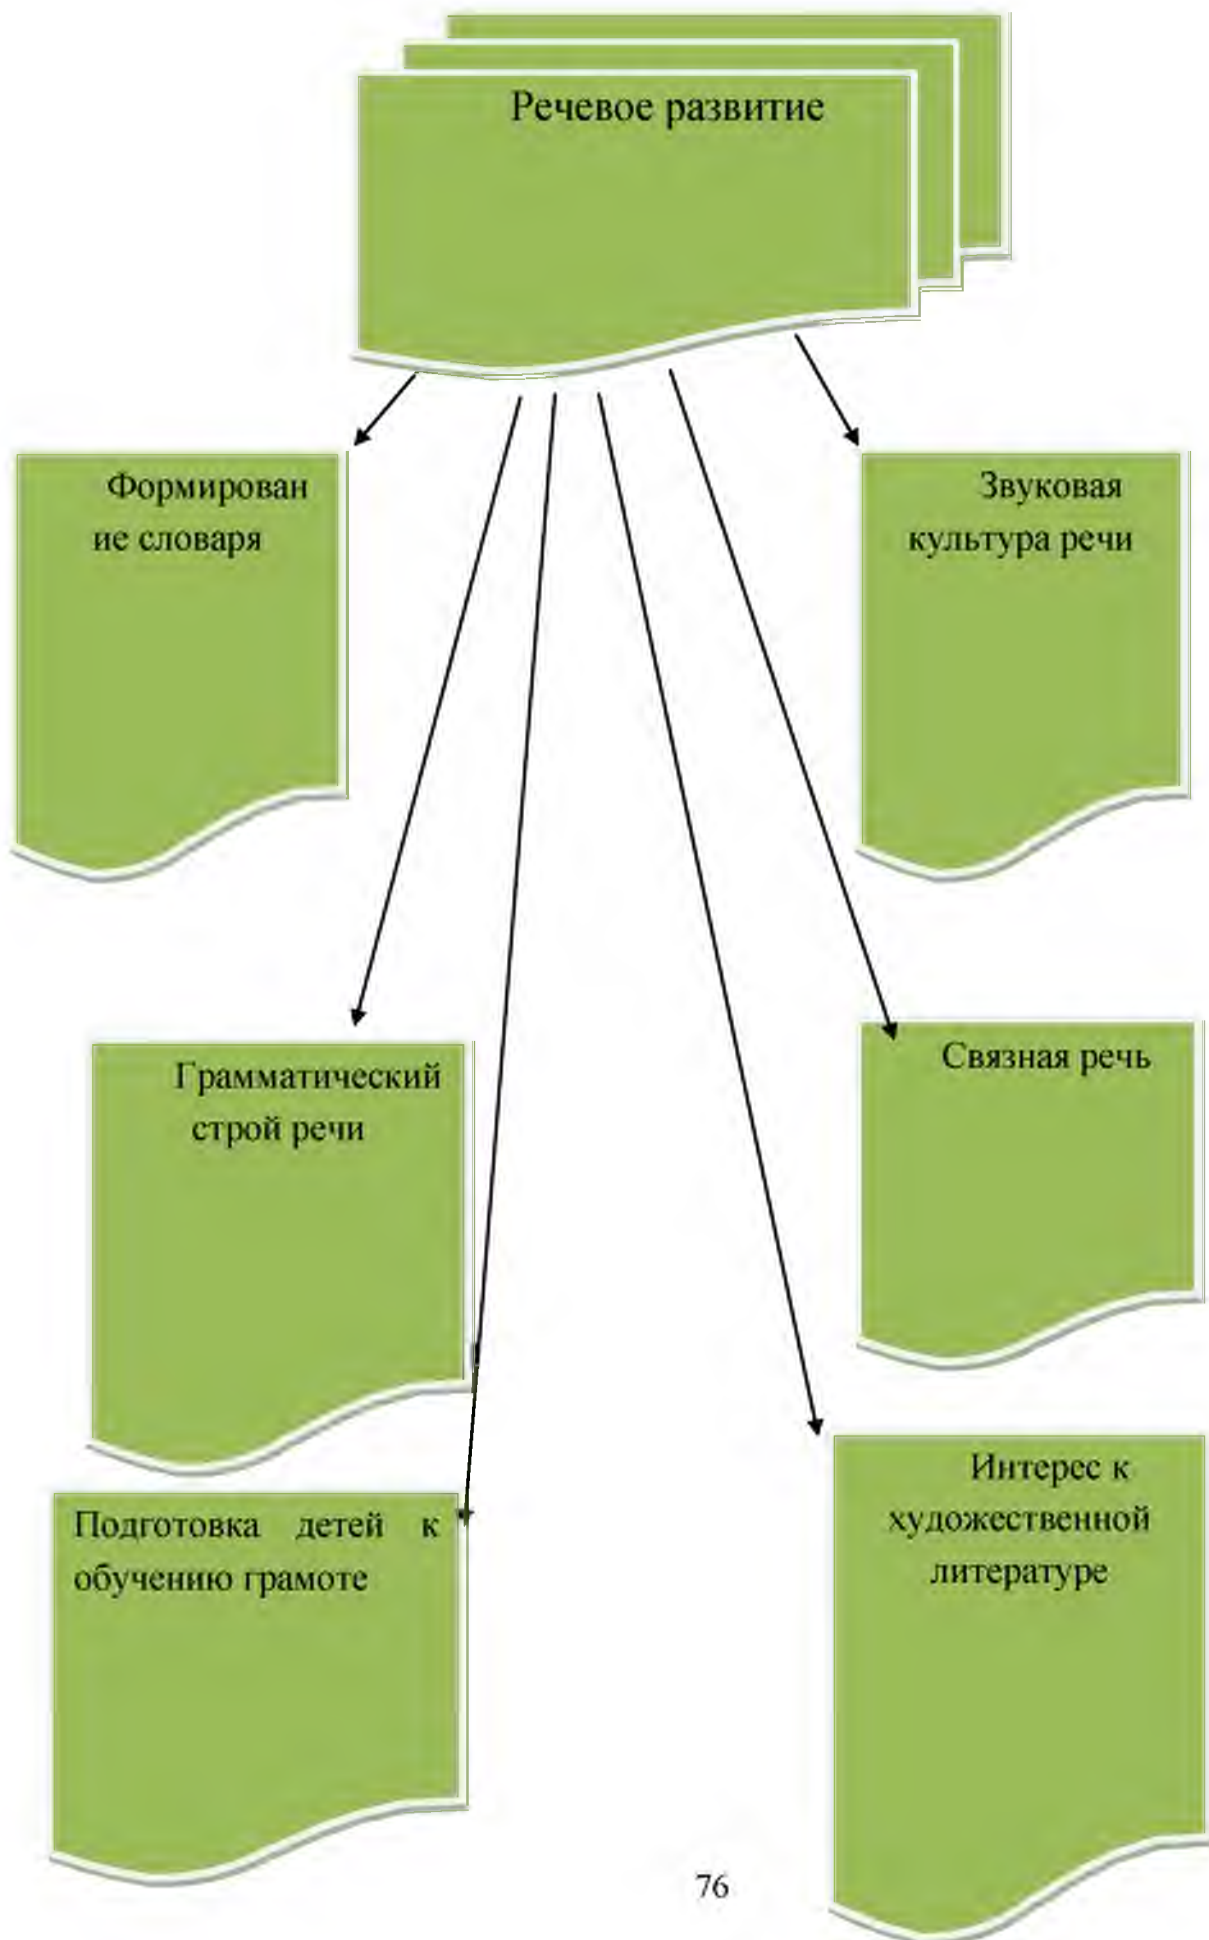 Речевое развитие
Формирован
ие словаря
Звуковая
культура речи
Грамматический
строй речи
Связная речь
Подготовка детей к
обучению грамоте
Интерес к
художественной
литературе
76